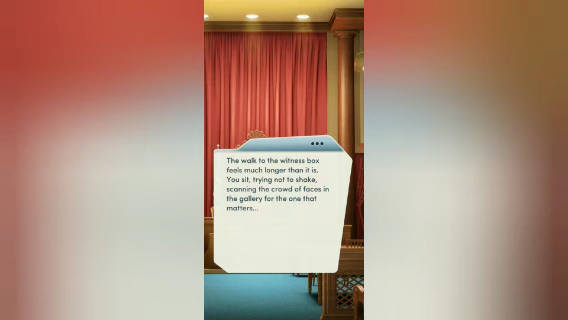 The walk to the witness box
feels much longer than it is.
You sit, trying not to shake,
scanning the crowd of faces in
the gallery for the one that
matters...